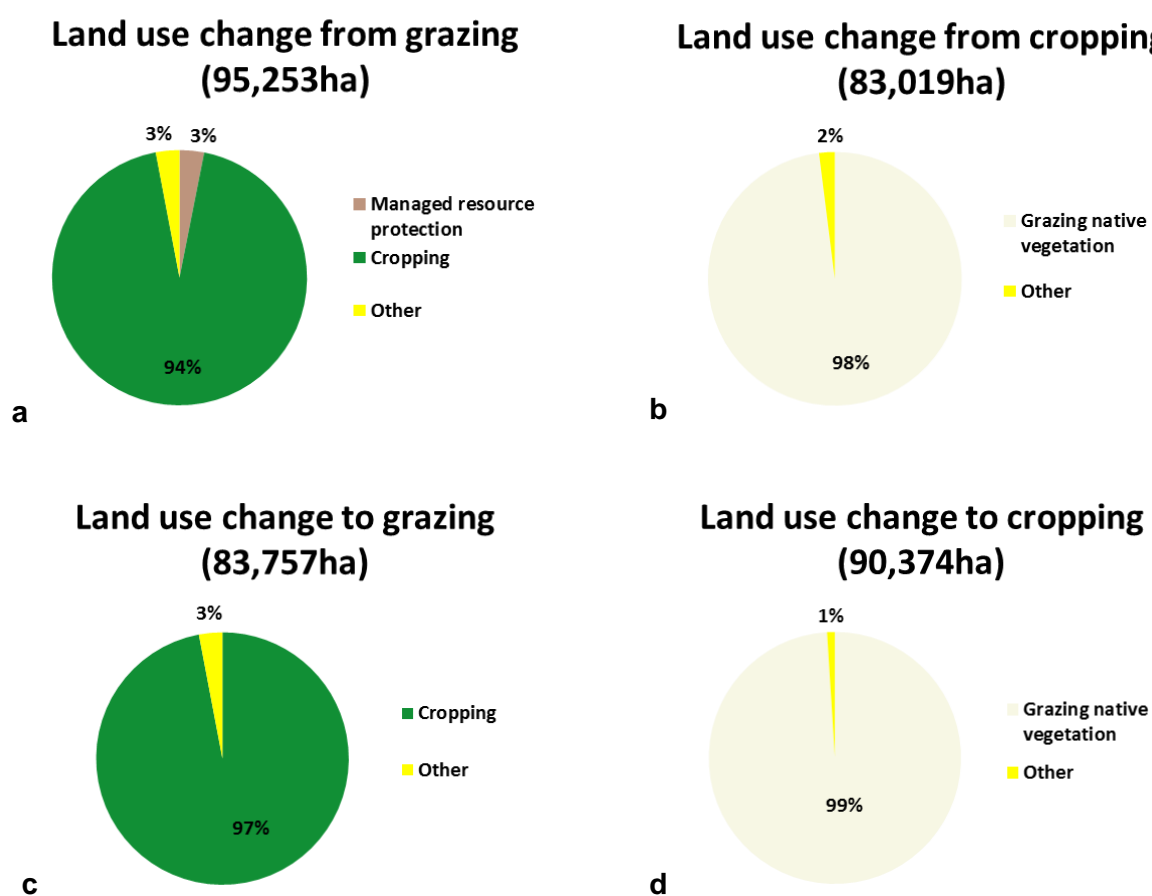 Land use change from grazing
(95,253ha)
3%
3%
94%
Managed resource
protection
Cropping
Other
a
Land use change from cropping
(83,019ha)
2%
98%
Grazing native
vegetation
Other
b
Land use change to grazing
(83,757ha)
3%
97%
Cropping
Other
c
Land use change to cropping
(90,374ha)
1%
99%
Grazing native
vegetation
Other
d